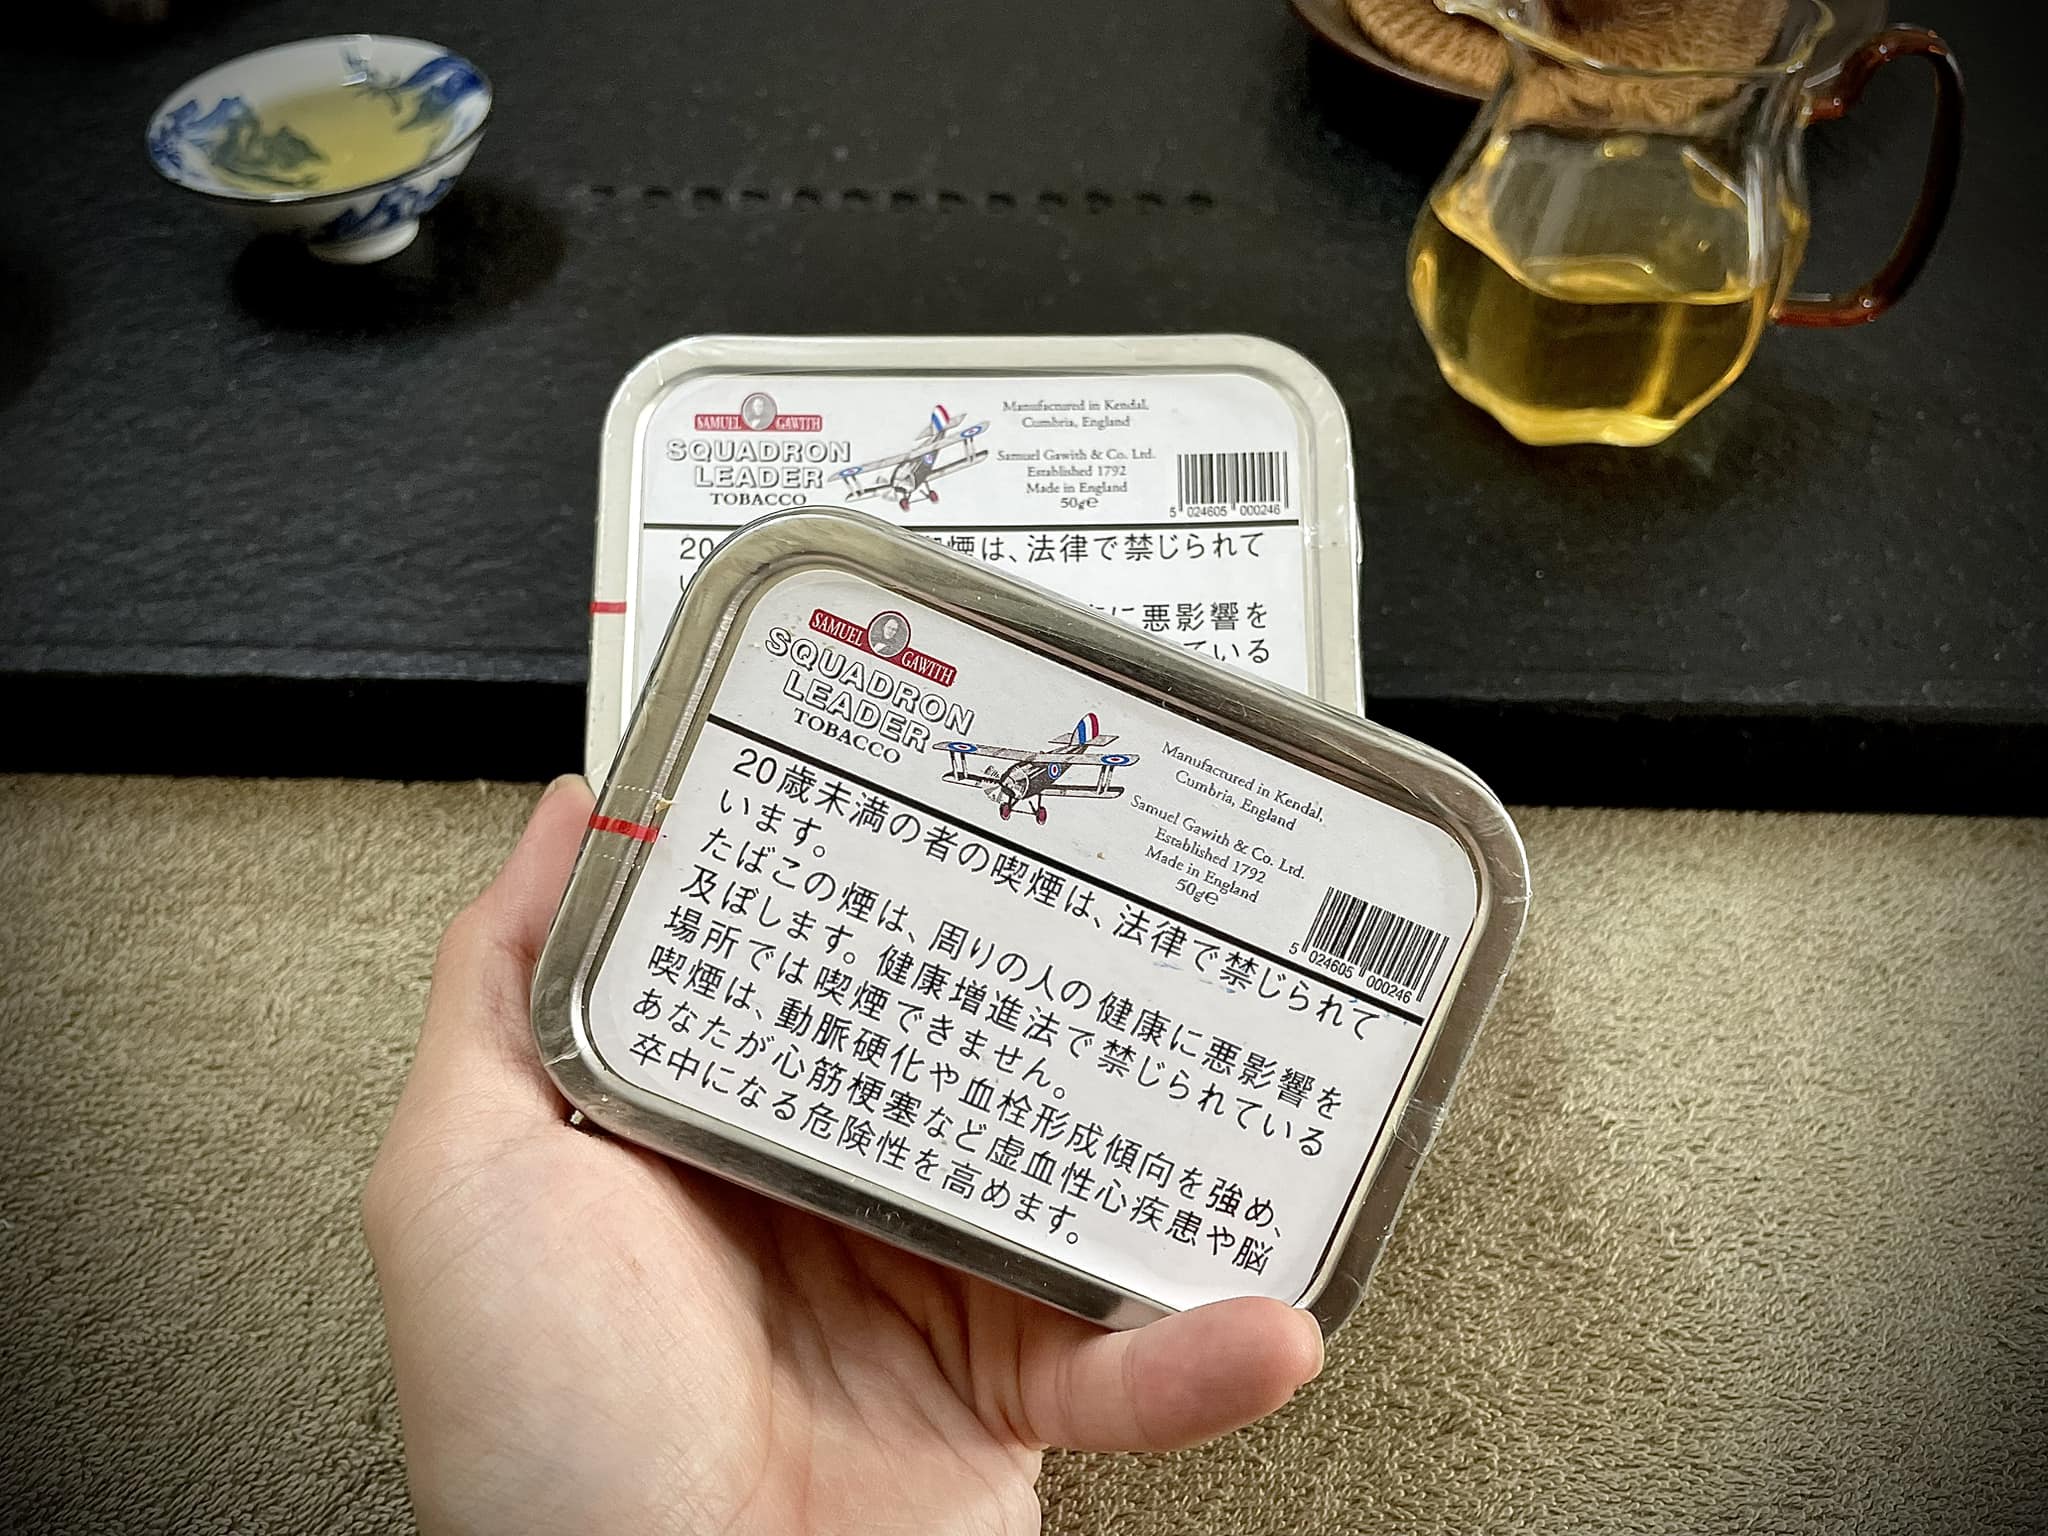 SAMUEL GAWITH
SQUADRON
LEADER
TOBACCO
Manufactured in Kendal,
Cumbria, England
Samuel Gawith & Co. Ltd.
Established 1792
Made in England
50g℮
5 024605 000246
20
煙は、法律で禁じられて
に悪影響を
ている
SAMUEL GAWITH
SQUADRON
LEADER
TOBACCO
Manufactured in Kendal,
Cumbria, England
Samuel Gawith & Co. Ltd.
Established 1792
Made in England
50g℮
5 024605 000246
20歳未満の者の喫煙は、法律で禁じられて
います。
たばこの煙は、周りの人の健康に悪影響を
及ぼします。健康増進法で禁じられている
場所では喫煙できません。
喫煙は、動脈硬化や血栓形成傾向を強め、
あなたが心筋梗塞など虚血性心疾患や脳
卒中になる危険性を高めます。